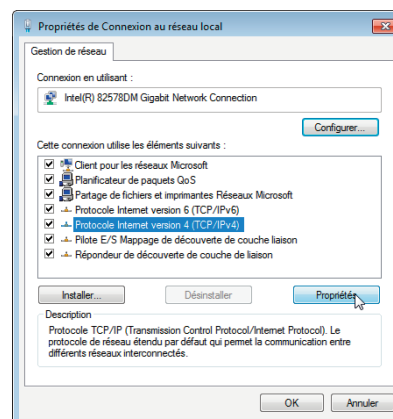 Propriétés de Connexion au réseau local
Gestion de réseau
Connexion en utilisant :
Intel(R) 82578DM Gigabit Network Connection
Configurer...
Cette connexion utilise les éléments suivants :
Client pour les réseaux Microsoft
Planificateur de paquets QoS
Partage de fichiers et imprimantes Réseaux Microsoft
Protocole Internet version 6 (TCP/IPv6)
Protocole Internet version 4 (TCP/IPv4)
Pilote E/S Mappage de découverte de couche liaison
Répondeur de découverte de couche de liaison
Installer... Désinstaller Propriétés
Description
Protocole TCP/IP (Transmission Control Protocol/Internet Protocol). Le
protocole de réseau étendu par défaut qui permet la communication entre
différents réseaux interconnectés.
OK Annuler